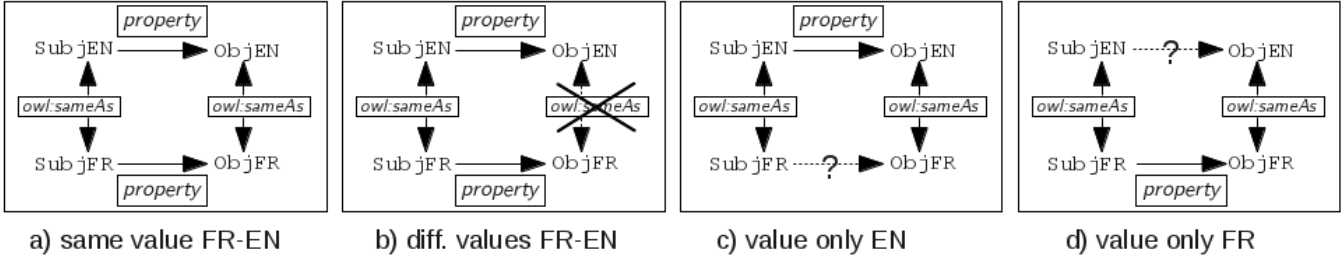 property
SubjEN ObjEN
owl:sameAs owl:sameAs
SubjFR ObjFR
property
a) same value FR-EN
property
SubjEN ObjEN
owl:sameAs owl:sameAs
SubjFR ObjFR
property
b) diff. values FR-EN
property
SubjEN ObjEN
owl:sameAs owl:sameAs
SubjFR ? ObjFR
c) value only EN
SubjEN ? ObjEN
owl:sameAs owl:sameAs
SubjFR ObjFR
property
d) value only FR